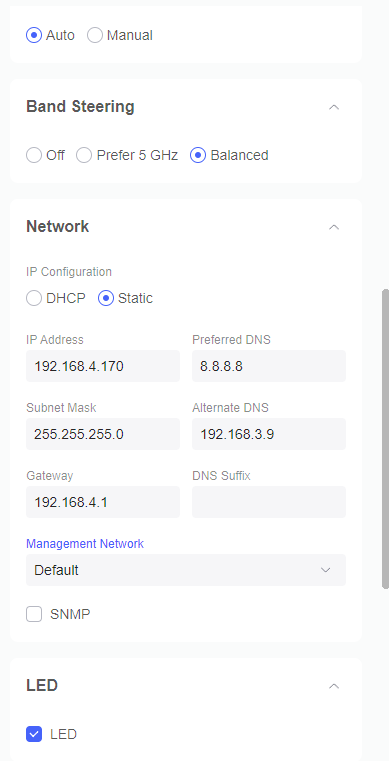 Auto Manual
Band Steering
Off Prefer 5 GHz Balanced
Network
IP Configuration
DHCP Static
IP Address Preferred DNS
192.168.4.170 8.8.8.8
Subnet Mask Alternate DNS
255.255.255.0 192.168.3.9
Gateway DNS Suffix
192.168.4.1
Management Network
Default
SNMP
LED
LED